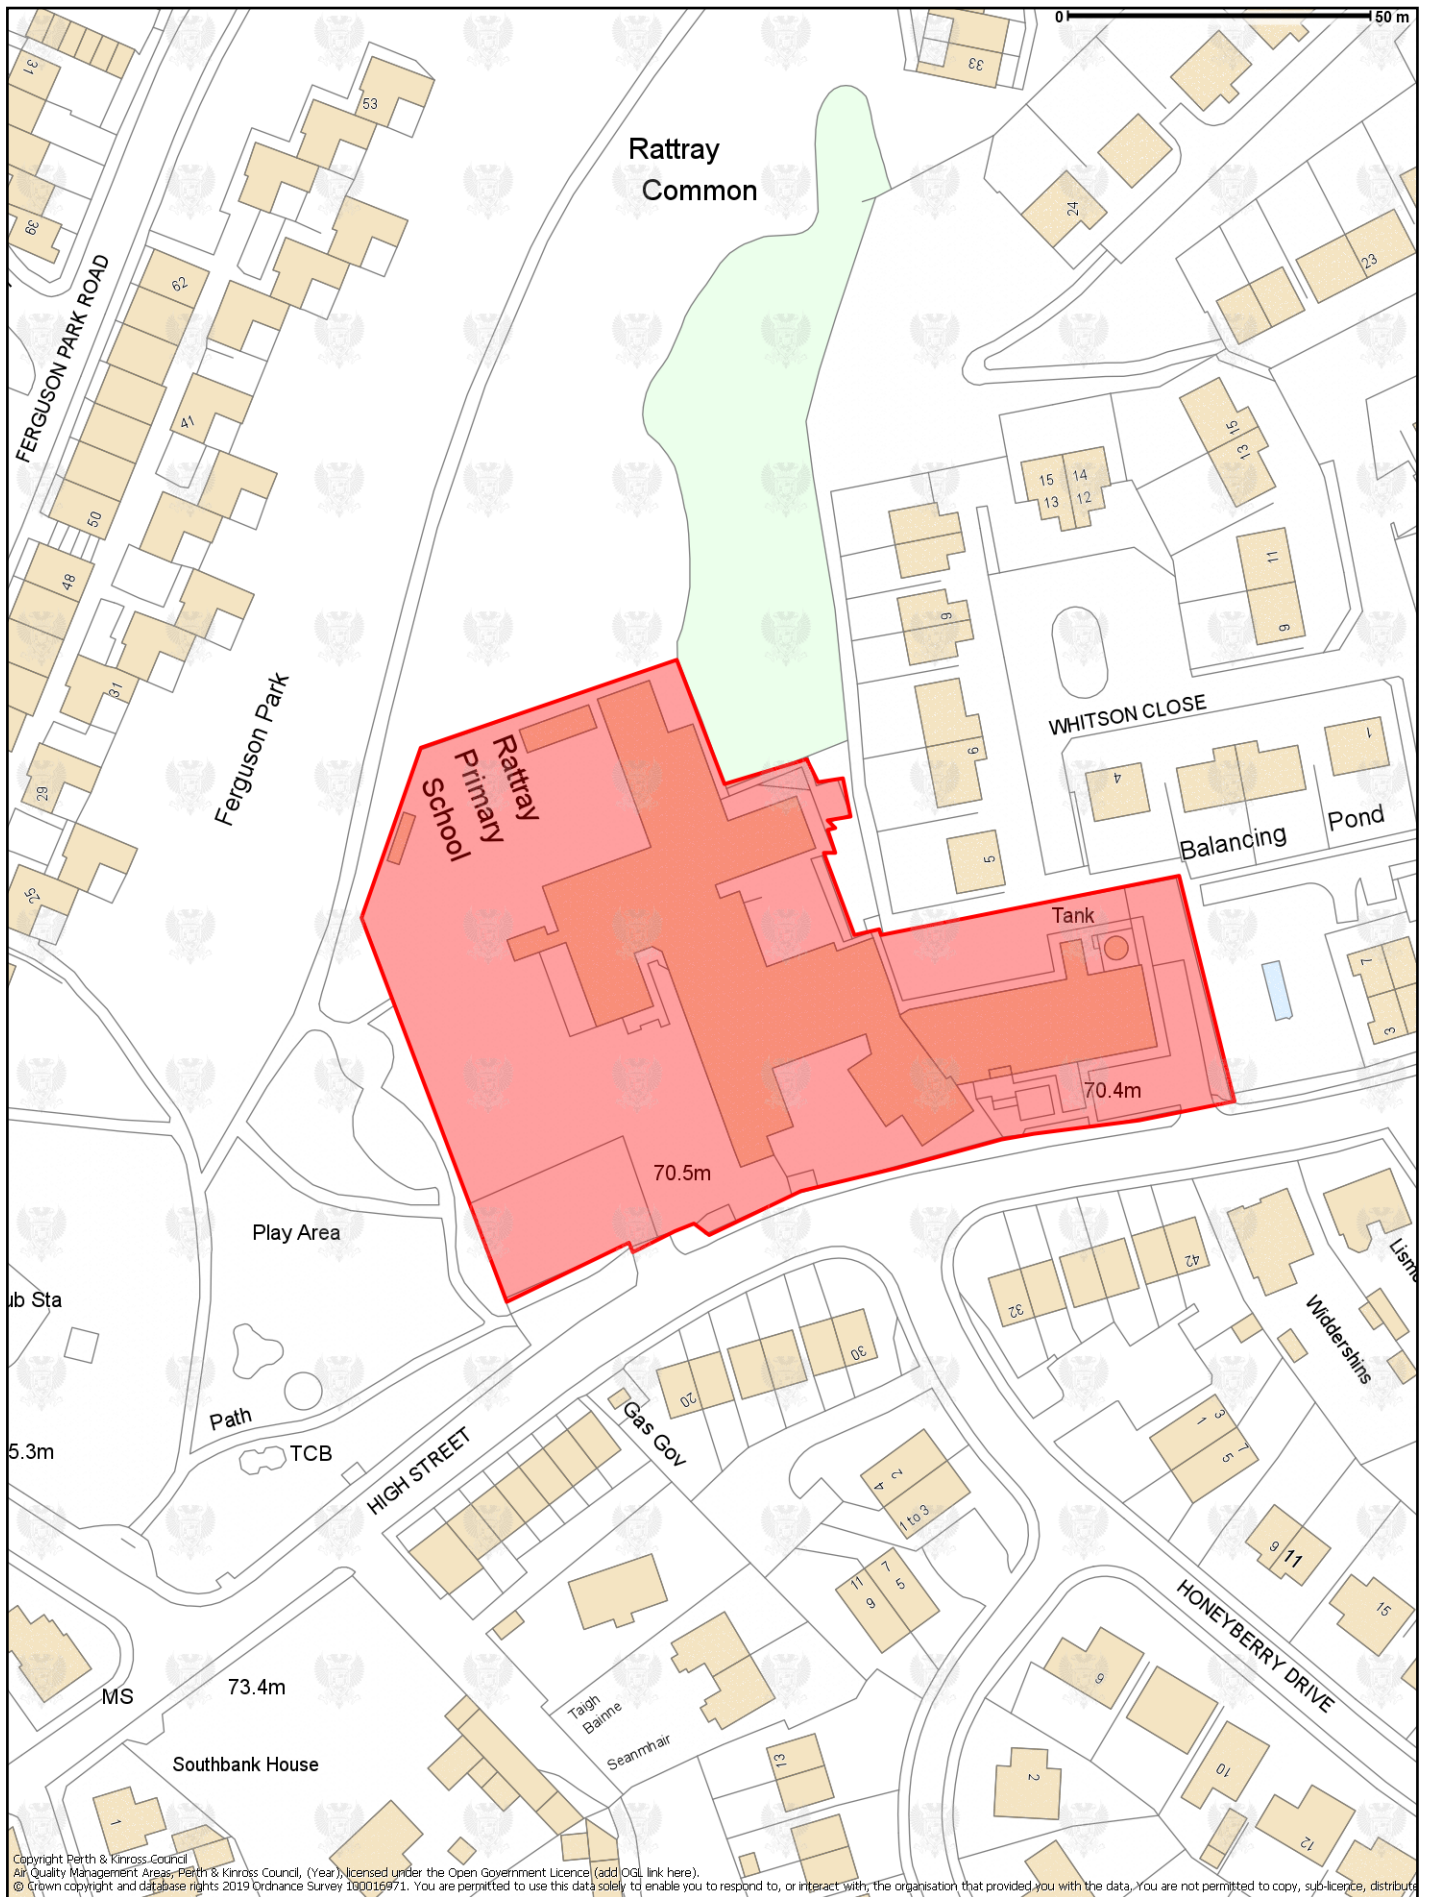 0 50 m
33
31
53
Rattray
Common
24
39
62
23
FERGUSON PARK ROAD
41
15
13
15
14
13
12
50
48
11
9
9
31
Ferguson Park
WHITSON CLOSE
9
1
4
29
Rattray
Primary
School
Pond
Balancing
5
25
Tank
7
3
70.4m
70.5m
Play Area
42
32
ub Sta
Widdershins
30
20
Path
Gas Gov
5.3m
TCB
HIGH STREET
3
1
7
5
2
4
1 to 3
9
11
11
7
5
9
HONEYBERRY DRIVE
15
9
MS
73.4m
Taigh
Bainne
Seanmhair
Southbank House
13
2
10
1
12
Copyright Perth & Kinross Council
Air Quality Management Areas, Perth & Kinross Council, (Year), licensed under the Open Government Licence (add OGL link here).
© Crown copyright and database rights 2019 Ordnance Survey 100016971. You are permitted to use this data solely to enable you to respond to, or interact with, the organisation that provided you with the data. You are not permitted to copy, sub-licence, distribute